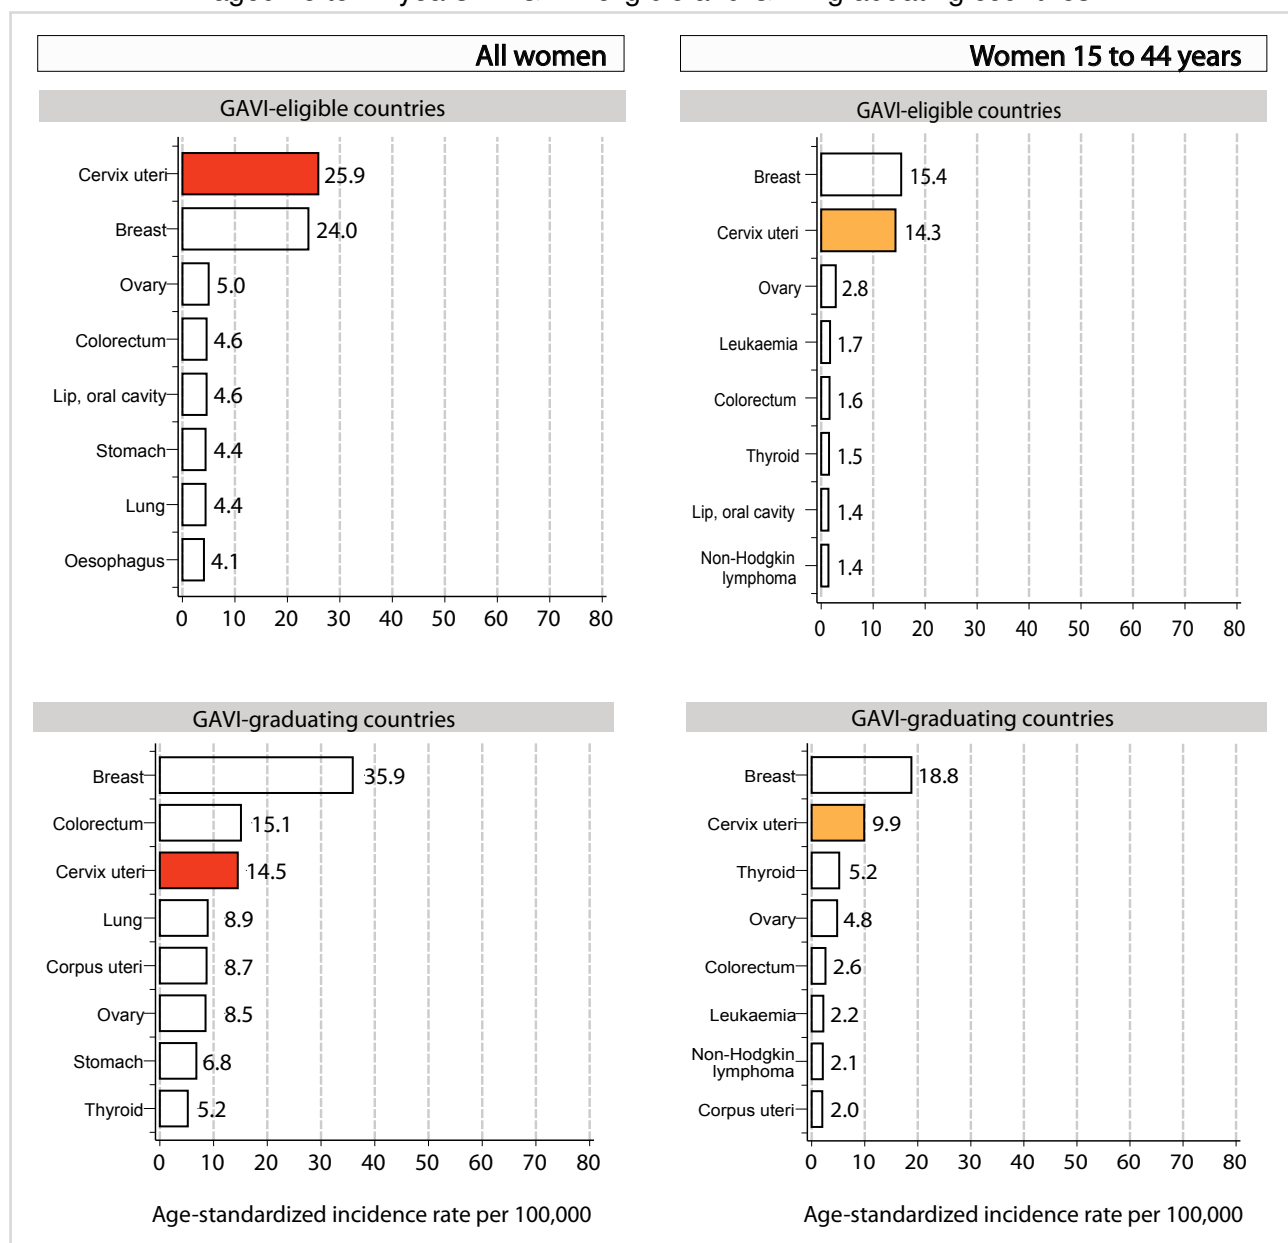 All women
GAVI-eligible countries
Cervix uteri 25.9
Breast 24.0
Ovary 5.0
Colorectum 4.6
Lip, oral cavity 4.6
Stomach 4.4
Lung 4.4
Oesophagus 4.1
0 10 20 30 40 50 60 70 80
Women 15 to 44 years
GAVI-eligible countries
Breast 15.4
Cervix uteri 14.3
Ovary 2.8
Leukaemia 1.7
Colorectum 1.6
Thyroid 1.5
Lip, oral cavity 1.4
Non-Hodgkin
lymphoma 1.4
0 10 20 30 40 50 60 70 80
GAVI-graduating countries
Breast 35.9
Colorectum 15.1
Cervix uteri 14.5
Lung 8.9
Corpus uteri 8.7
Ovary 8.5
Stomach 6.8
Thyroid 5.2
0 10 20 30 40 50 60 70 80
Age-standardized incidence rate per 100,000
GAVI-graduating countries
Breast 18.8
Cervix uteri 9.9
Thyroid 5.2
Ovary 4.8
Colorectum 2.6
Leukaemia 2.2
Non-Hodgkin
lymphoma 2.1
Corpus uteri 2.0
0 10 20 30 40 50 60 70 80
Age-standardized incidence rate per 100,000